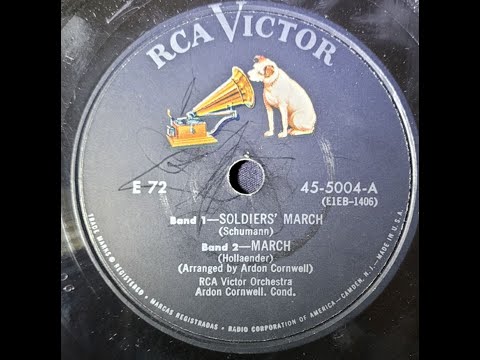 RCA VICTOR
E 72
45-5004-A
(E1EB-1406)
Band 1—SOLDIERS' MARCH
(Schumann)
Band 2—MARCH
(Hollaender)
(Arranged by Ardon Cornwell)
RCA Victor Orchestra
Ardon Cornwell, Cond.
TRADE MARKS ® REGISTERED • MARCAS REGISTRADAS • RADIO CORPORATION OF AMERICA—CAMDEN, N.J.—MADE IN U.S.A.